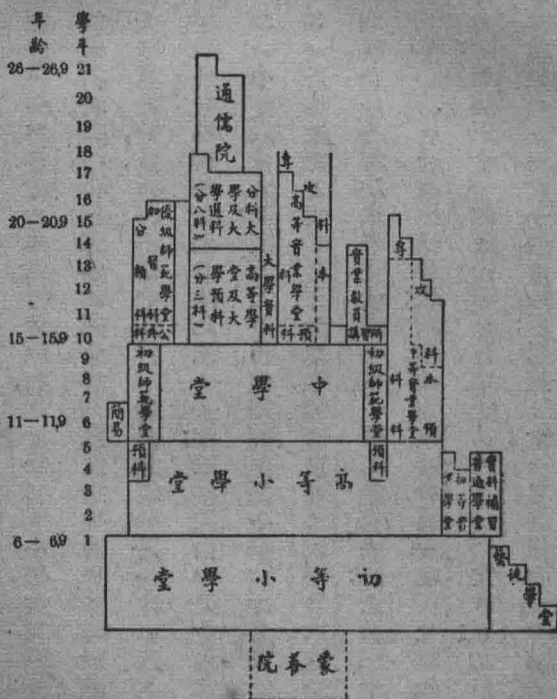 年齡
學年
26—26,9 21
20
19
18
17
16
20—20,9 15
14
13
12
11
15—15,9 10
9
8
7
11—11,9 6
5
4
3
2
6—6,9 1
通儒院
分科大
學及大
學選科
(分八科)
高等學
堂及大
學預科
(分三科)
大學實科
優級師範學堂
加習科
分類科
公共科
專攻科
高等實業學堂
本科
預科
實業教員
講習所
專攻科
中等實業學堂
本科
預科
初級師範學堂
中學堂
初級師範學堂
簡易科
預科
高等小學堂
預科
初等實業學堂
實科補習
普通學堂
初等小學堂
藝徒學堂
蒙養院